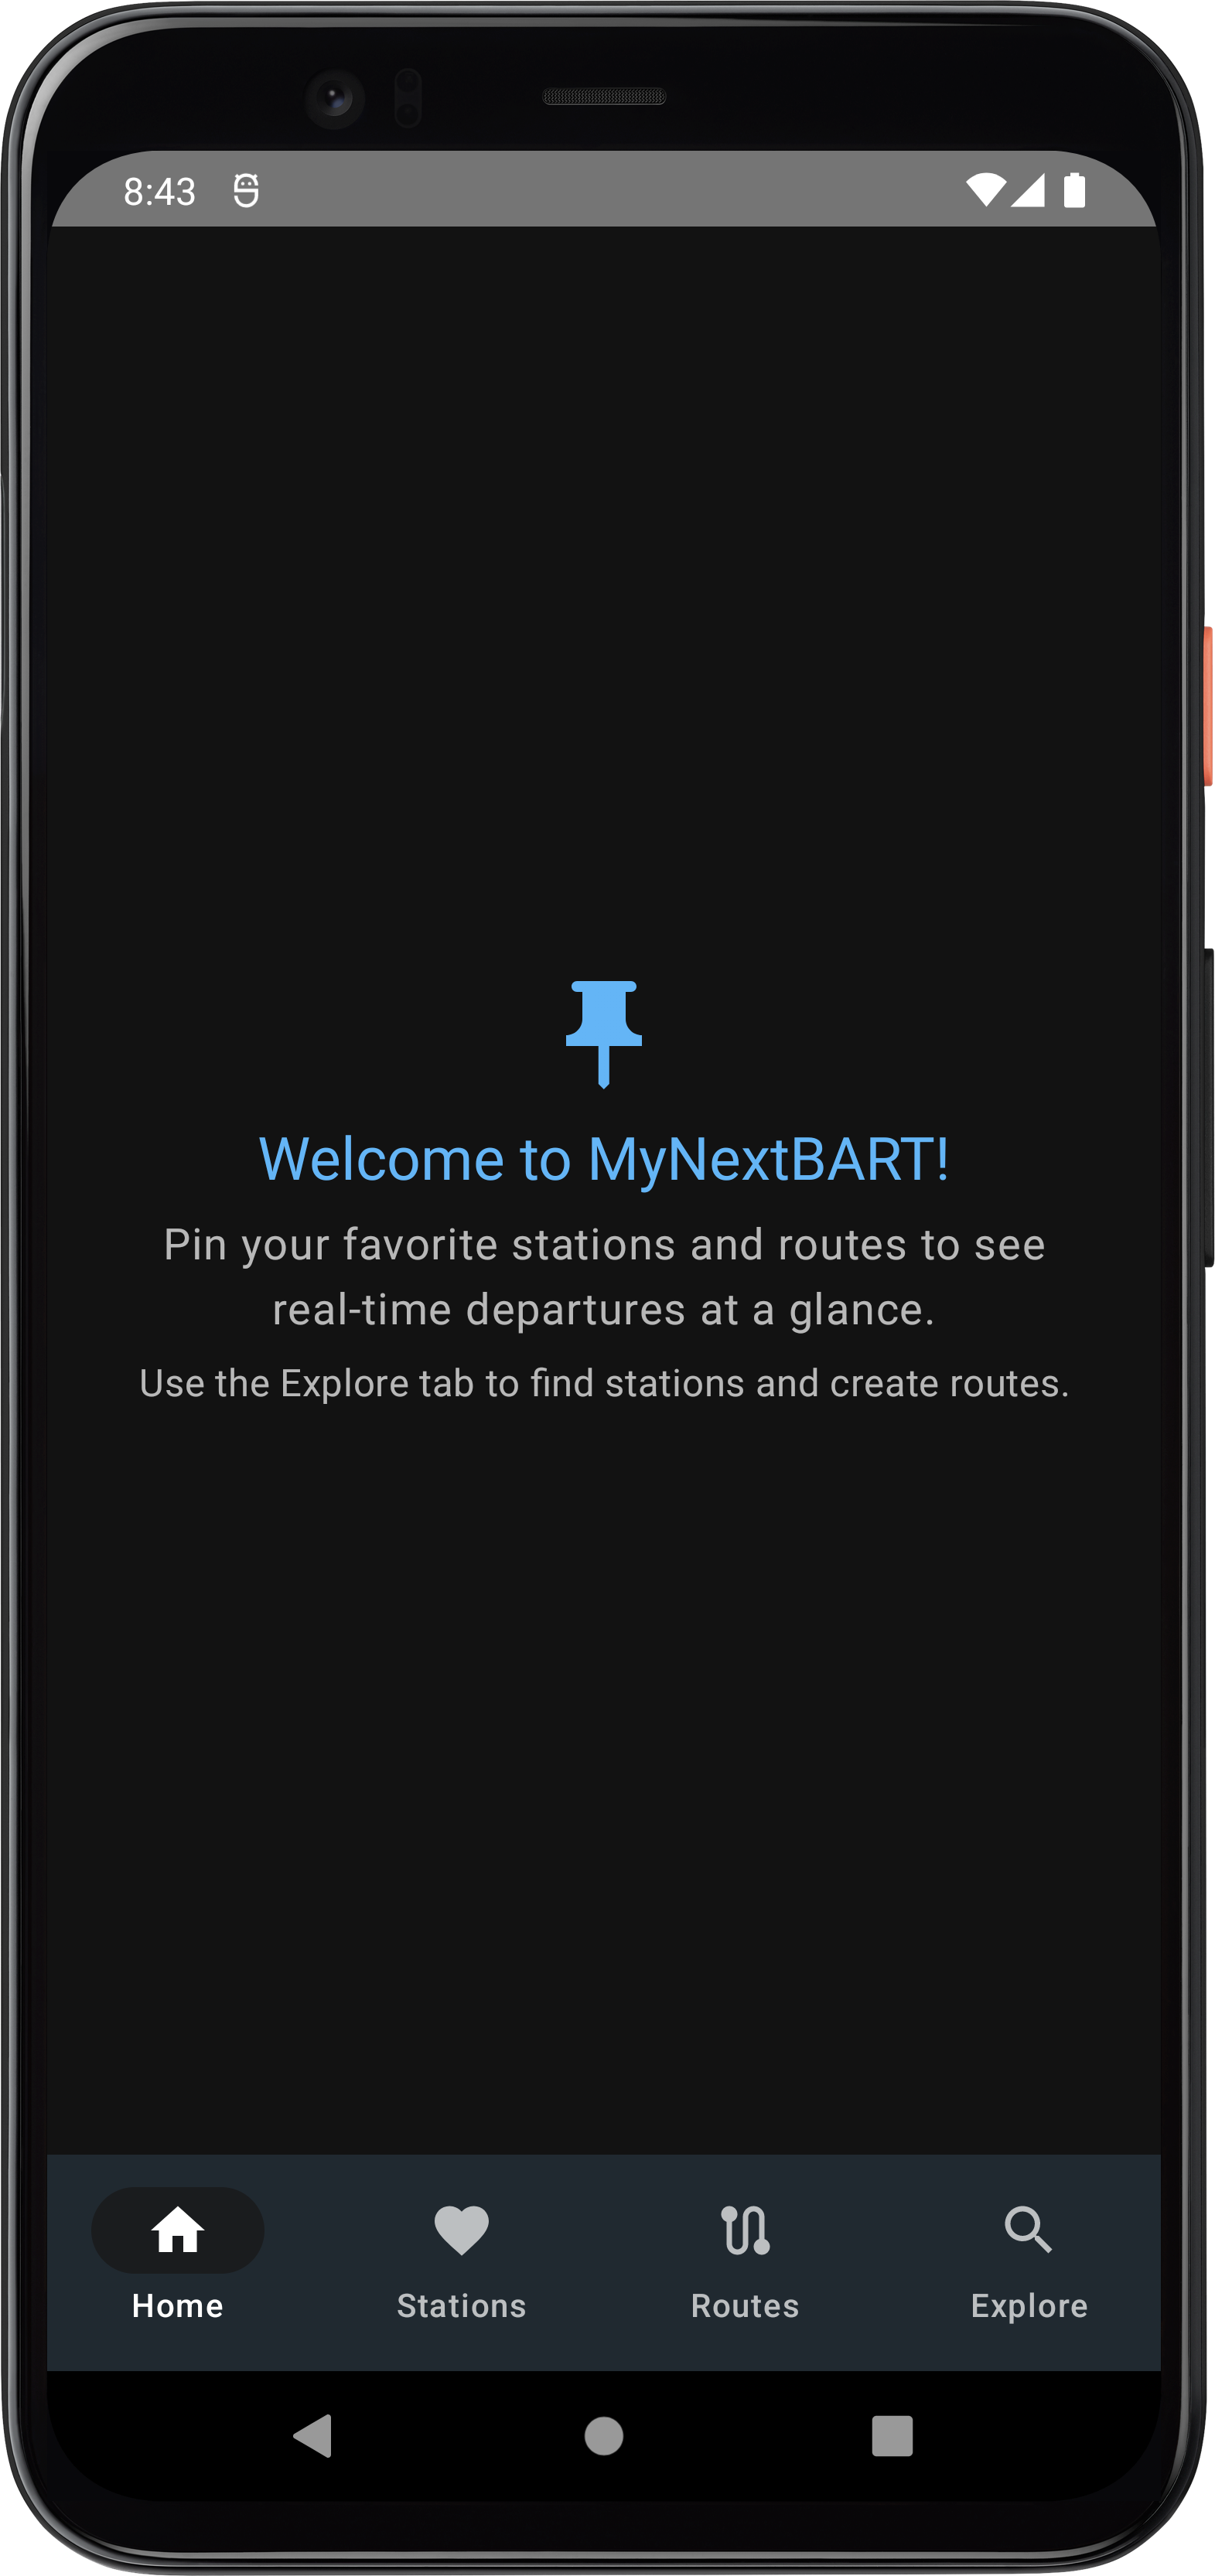 8:43
Welcome to MyNextBART!
Pin your favorite stations and routes to see
real-time departures at a glance.
Use the Explore tab to find stations and create routes.
Home
Stations
Routes
Explore